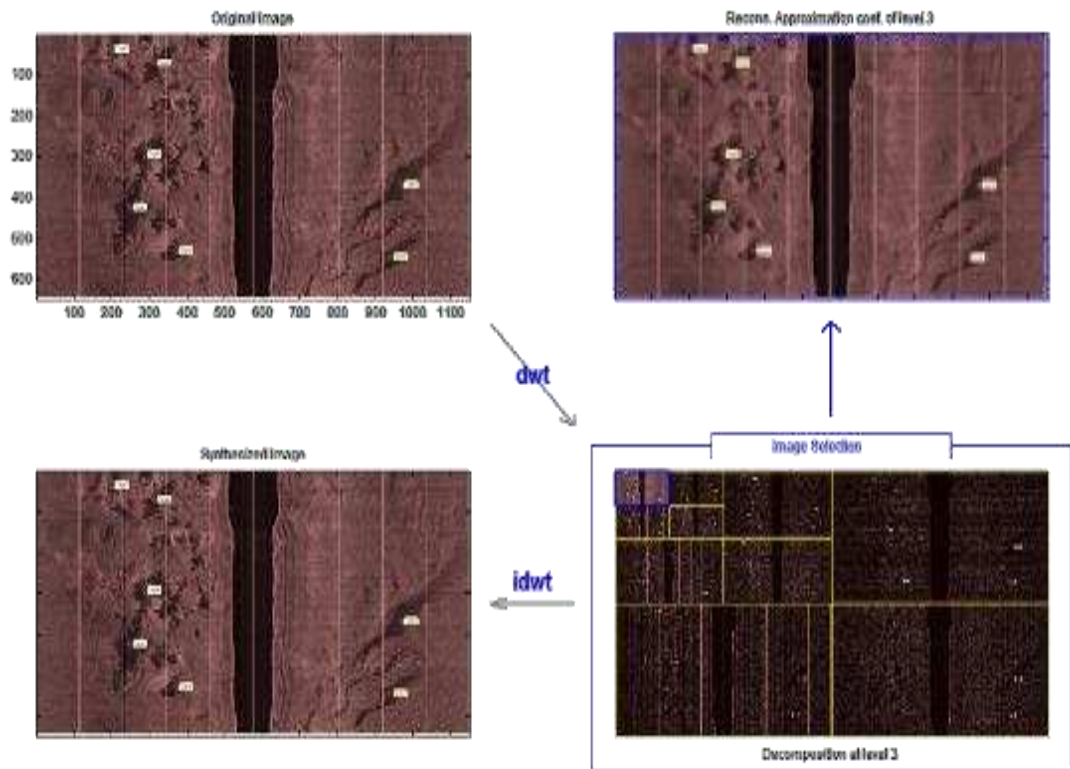 Original Image
100
200
300
400
500
600
100 200 300 400 500 600 700 800 900 1000 1100
Recons. Approximation coef. of level 3
dwt
Synthesized Image
idwt
Image Selection
Decomposition at level 3